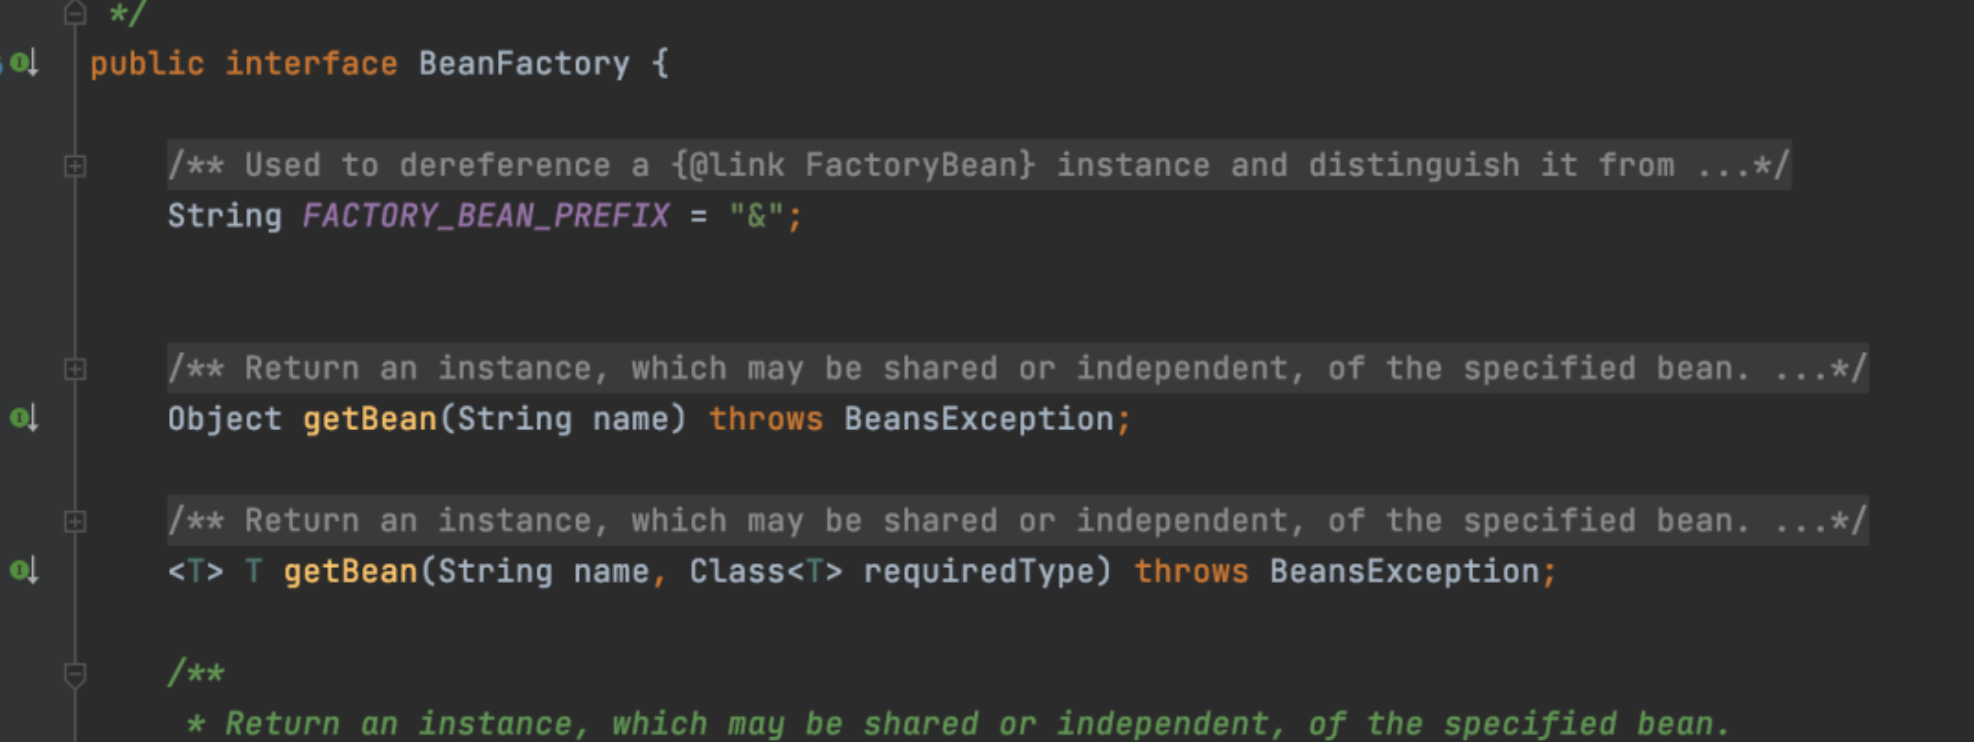 */
public interface BeanFactory {
/** Used to dereference a {@link FactoryBean} instance and distinguish it from ...*/
String FACTORY_BEAN_PREFIX = "&";
/** Return an instance, which may be shared or independent, of the specified bean. ...*/
Object getBean(String name) throws BeansException;
/** Return an instance, which may be shared or independent, of the specified bean. ...*/
<T> T getBean(String name, Class<T> requiredType) throws BeansException;
/**
* Return an instance, which may be shared or independent, of the specified bean.